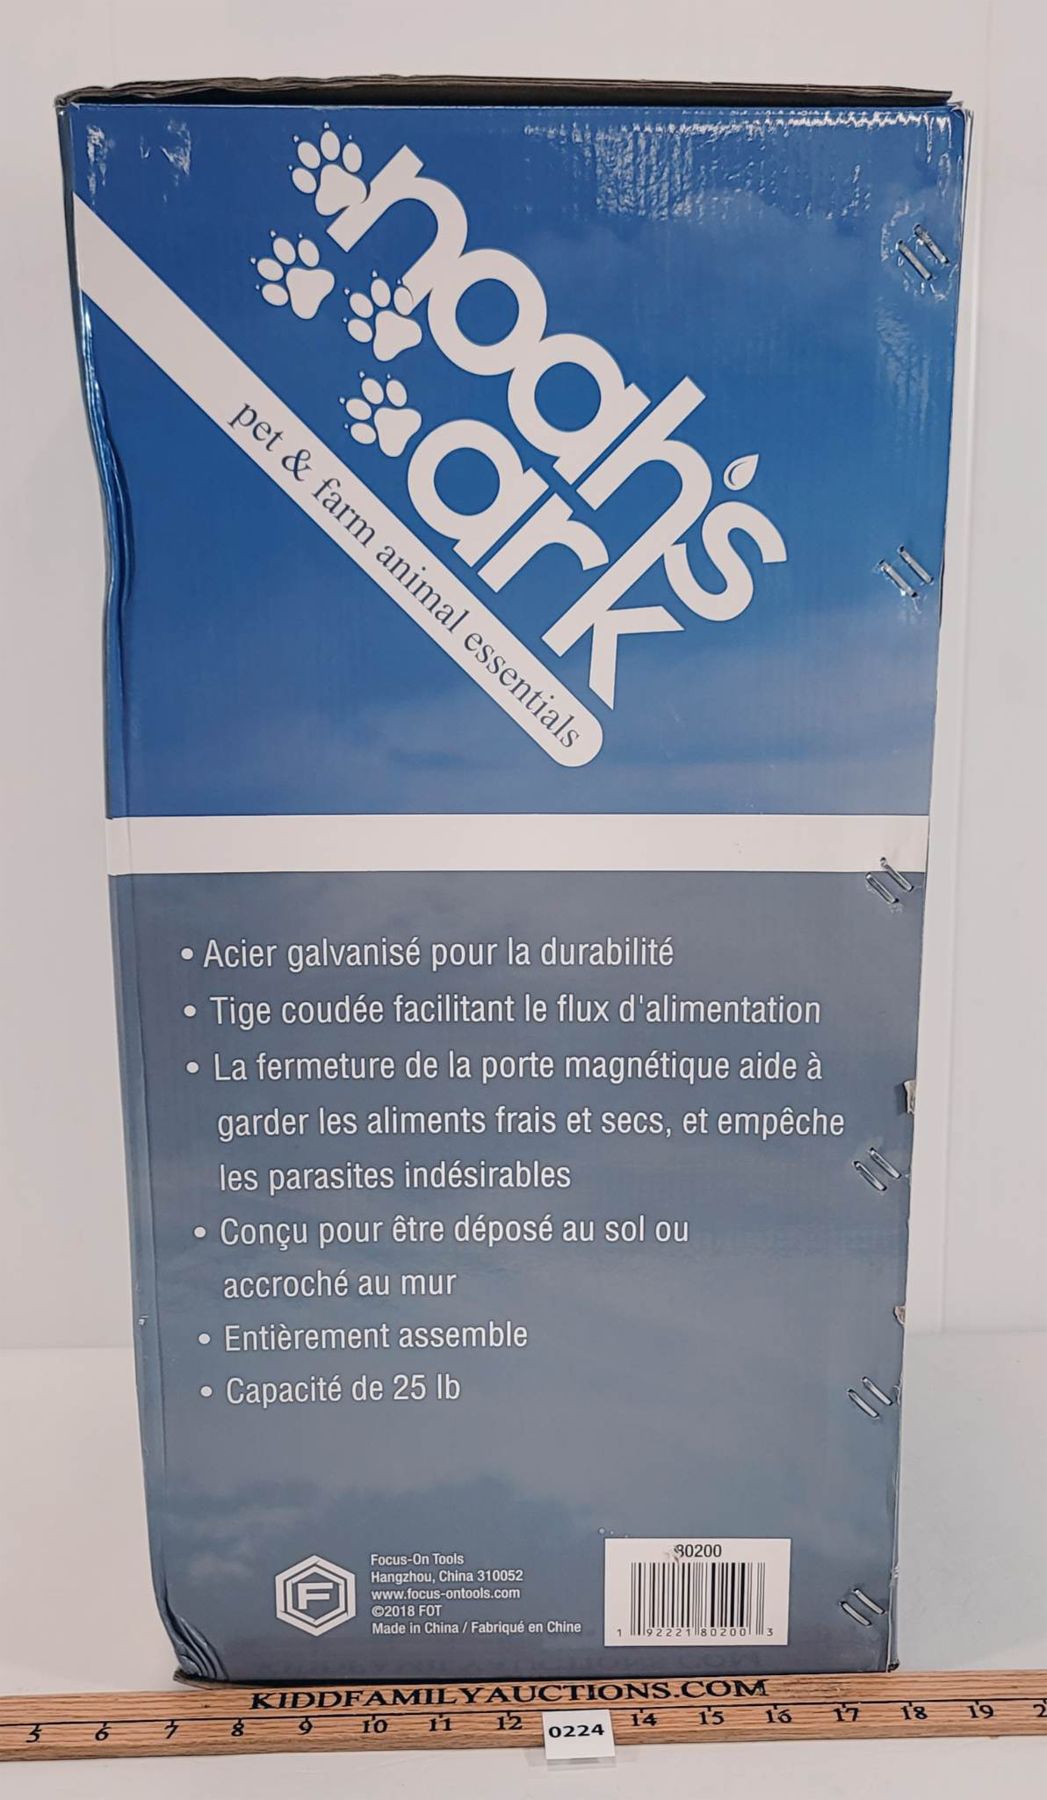 noah's
ark
pet & farm animal essentials
• Acier galvanisé pour la durabilité
• Tige coudée facilitant le flux d'alimentation
• La fermeture de la porte magnétique aide à
garder les aliments frais et secs, et empêche
les parasites indésirables
• Conçu pour être déposé au sol ou
accroché au mur
• Entièrement assemble
• Capacité de 25 lb
F
Focus-On Tools
Hangzhou, China 310052
www.focus-ontools.com
©2018 FOT
Made in China / Fabriqué en Chine
80200
1 92221 80200 3
KIDDFAMILYAUCTIONS.COM
5 6 7 8 9 10 11 12 14 15 16 17 18 19
0224